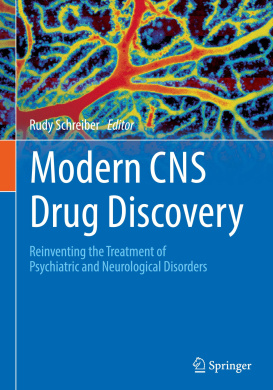 Rudy Schreiber Editor
Modern CNS
Drug Discovery
Reinventing the Treatment of
Psychiatric and Neurological Disorders
Springer